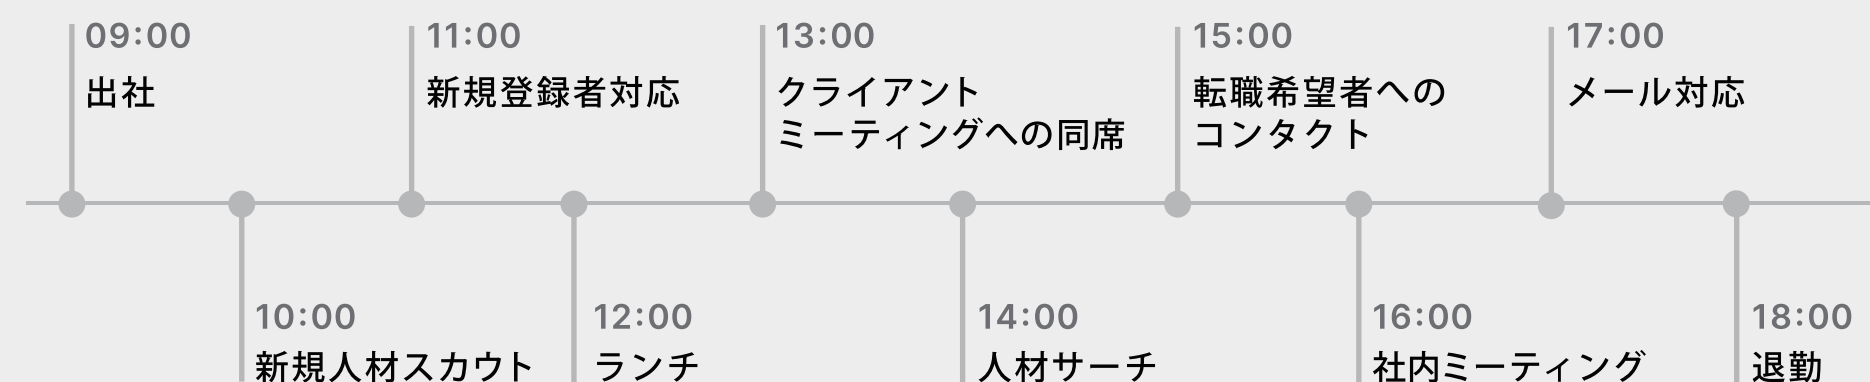 09:00
出社
10:00
新規人材スカウト
11:00
新規登録者対応
12:00
ランチ
13:00
クライアント
ミーティングへの同席
14:00
人材サーチ
15:00
転職希望者への
コンタクト
16:00
社内ミーティング
17:00
メール対応
18:00
退勤